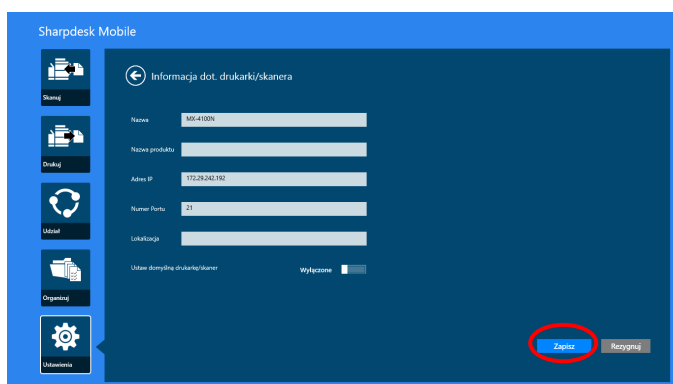 Sharpdesk Mobile
Skanuj
Drukuj
Udział
Organizuj
Ustawienia
Informacja dot. drukarki/skanera
Nazwa MX-4100N
Nazwa produktu
Adres IP 172.29.242.192
Numer Portu 21
Lokalizacja
Ustaw domyślną drukarkę/skaner Wyłączone
Zapisz Rezygnuj